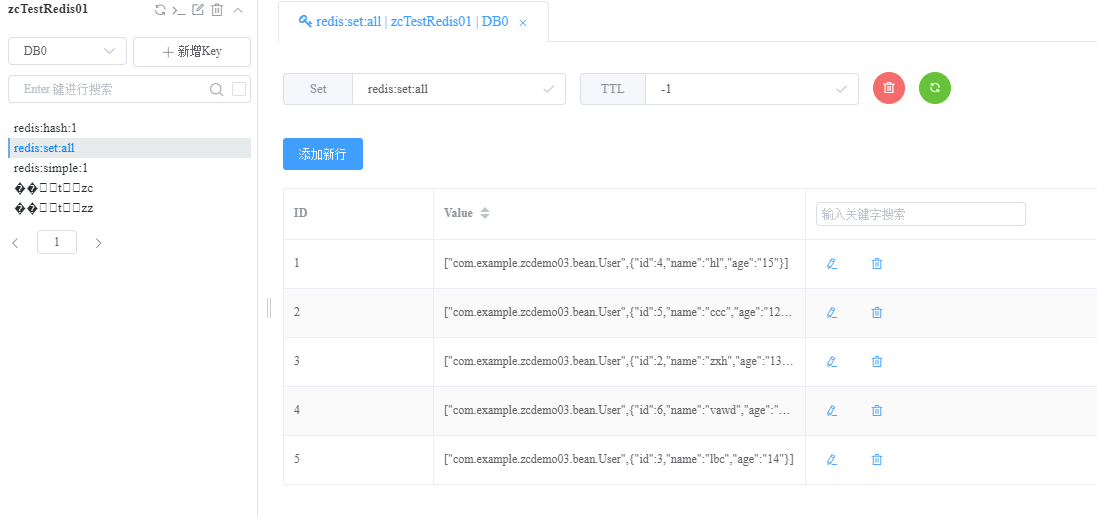 zcTestRedis01
DB0
新增Key
Enter 键进行搜索
redis:hash:1
redis:set:all
redis:simple:1
��□□t□□zc
��□□t□□zz
1
redis:set:all | zcTestRedis01 | DB0
Set redis:set:all TTL -1
添加新行
ID Value 输入关键字搜索
1 ["com.example.zcdemo03.bean.User",{"id":4,"name":"hl","age":"15"}]
2 ["com.example.zcdemo03.bean.User",{"id":5,"name":"ccc","age":"12...
3 ["com.example.zcdemo03.bean.User",{"id":2,"name":"zxh","age":"13...
4 ["com.example.zcdemo03.bean.User",{"id":6,"name":"vawd","age":"...
5 ["com.example.zcdemo03.bean.User",{"id":3,"name":"lbc","age":"14"}]